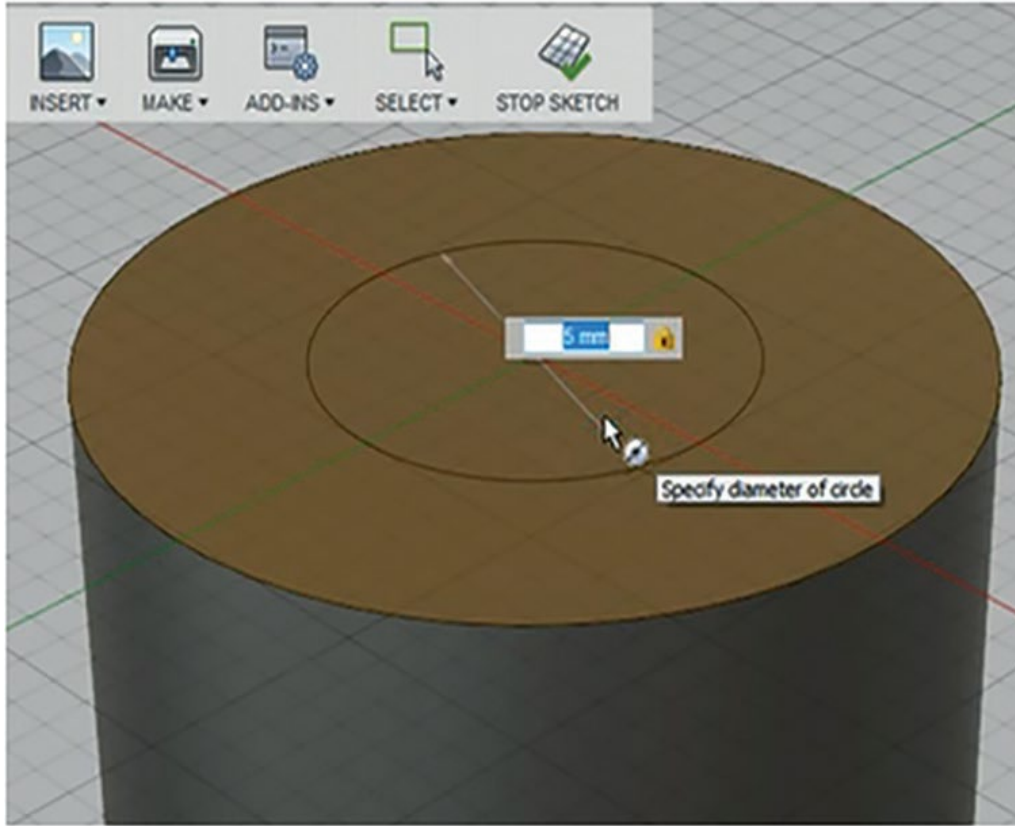 INSERT MAKE ADD-INS SELECT STOP SKETCH
5 mm
Specify diameter of circle